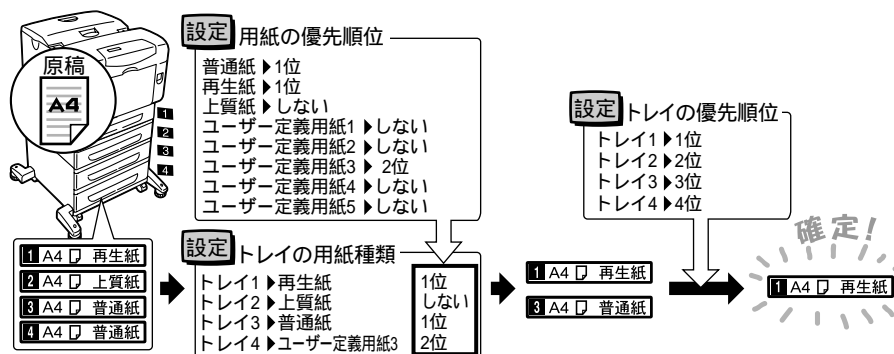 原稿
A4
1
2
3
4
設定 用紙の優先順位
普通紙▶1位
再生紙▶1位
上質紙▶しない
ユーザー定義用紙1▶しない
ユーザー定義用紙2▶しない
ユーザー定義用紙3▶ 2位
ユーザー定義用紙4▶しない
ユーザー定義用紙5▶しない
1 A4 再生紙
2 A4 上質紙
3 A4 普通紙
4 A4 普通紙
設定 トレイの用紙種類
トレイ1▶再生紙 1位
トレイ2▶上質紙 しない
トレイ3▶普通紙 1位
トレイ4▶ユーザー定義用紙3 2位
1 A4 再生紙
3 A4 普通紙
設定 トレイの優先順位
トレイ1▶1位
トレイ2▶2位
トレイ3▶3位
トレイ4▶4位
確定!
1 A4 再生紙